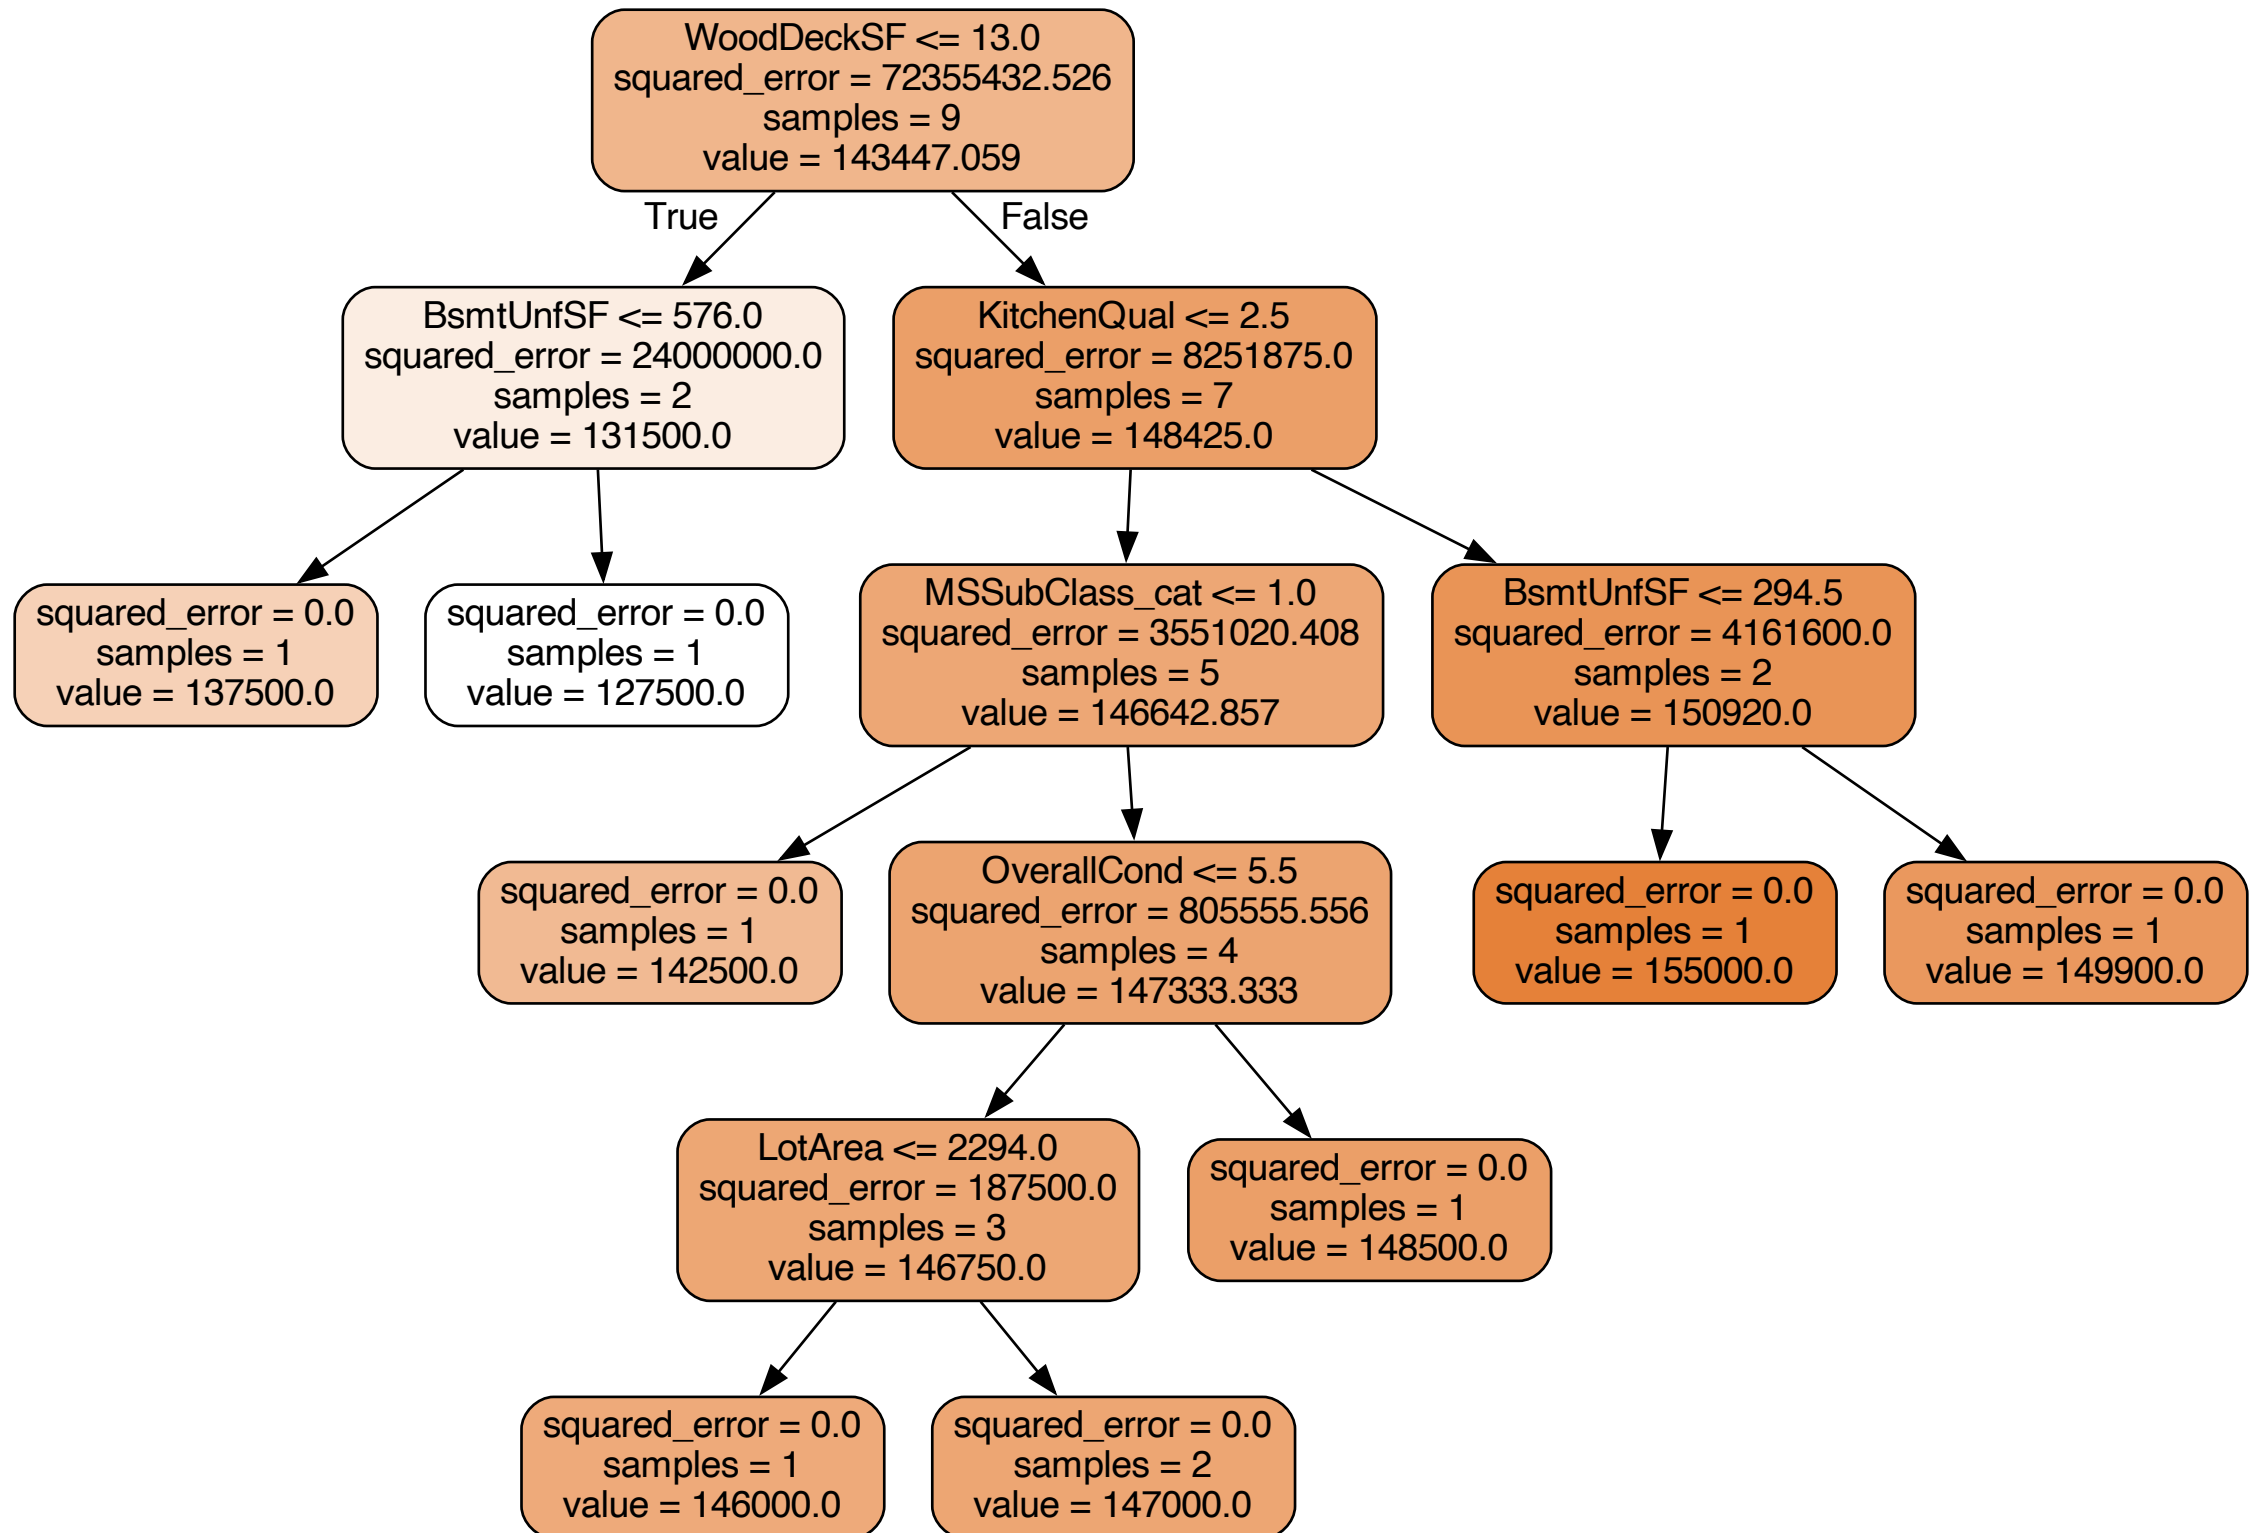 WoodDeckSF <= 13.0
squared_error = 72355432.526
samples = 9
value = 143447.059
True
False
BsmtUnfSF <= 576.0
squared_error = 24000000.0
samples = 2
value = 131500.0
KitchenQual <= 2.5
squared_error = 8251875.0
samples = 7
value = 148425.0
squared_error = 0.0
samples = 1
value = 137500.0
squared_error = 0.0
samples = 1
value = 127500.0
MSSubClass_cat <= 1.0
squared_error = 3551020.408
samples = 5
value = 146642.857
BsmtUnfSF <= 294.5
squared_error = 4161600.0
samples = 2
value = 150920.0
squared_error = 0.0
samples = 1
value = 142500.0
OverallCond <= 5.5
squared_error = 805555.556
samples = 4
value = 147333.333
squared_error = 0.0
samples = 1
value = 155000.0
squared_error = 0.0
samples = 1
value = 149900.0
LotArea <= 2294.0
squared_error = 187500.0
samples = 3
value = 146750.0
squared_error = 0.0
samples = 1
value = 148500.0
squared_error = 0.0
samples = 1
value = 146000.0
squared_error = 0.0
samples = 2
value = 147000.0